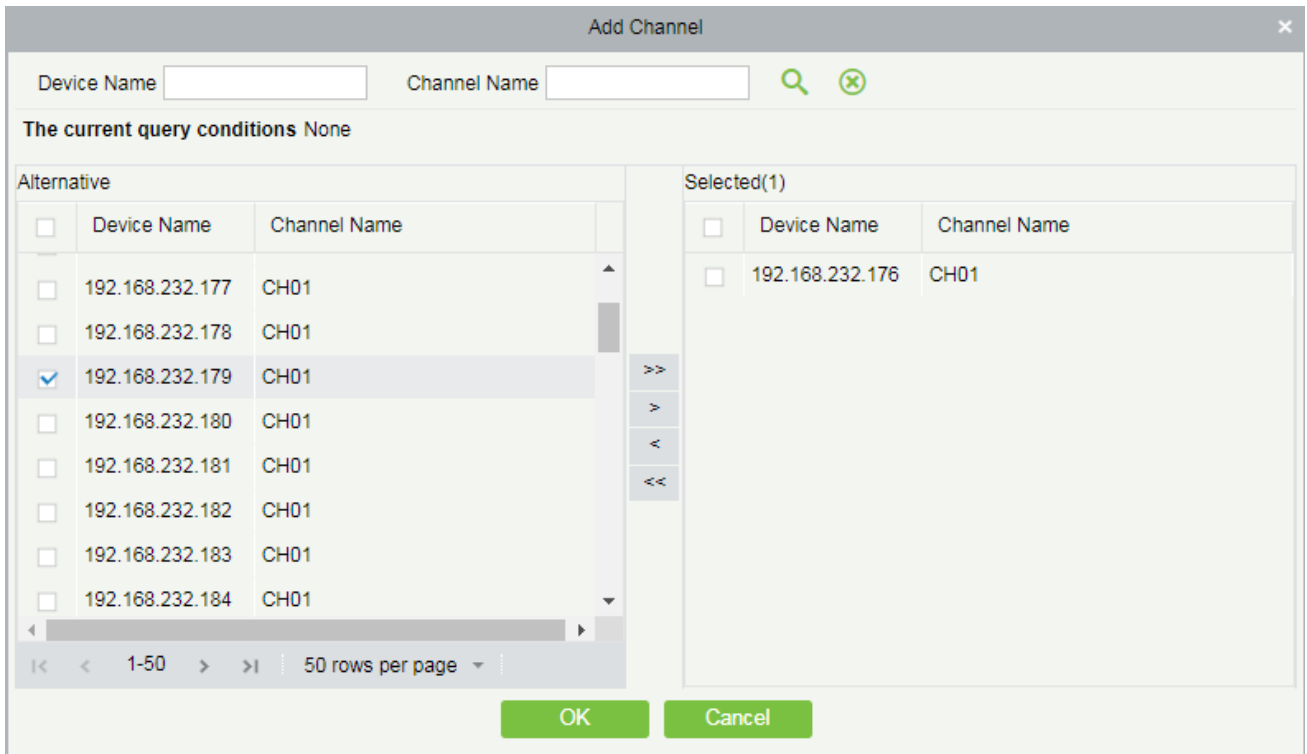 Add Channel ×
Device Name Channel Name
The current query conditions None
Alternative
Device Name Channel Name
192.168.232.177 CH01
192.168.232.178 CH01
192.168.232.179 CH01
192.168.232.180 CH01
192.168.232.181 CH01
192.168.232.182 CH01
192.168.232.183 CH01
192.168.232.184 CH01
|< < 1-50 > >| 50 rows per page
>>
>
<
<<
Selected(1)
Device Name Channel Name
192.168.232.176 CH01
OK Cancel